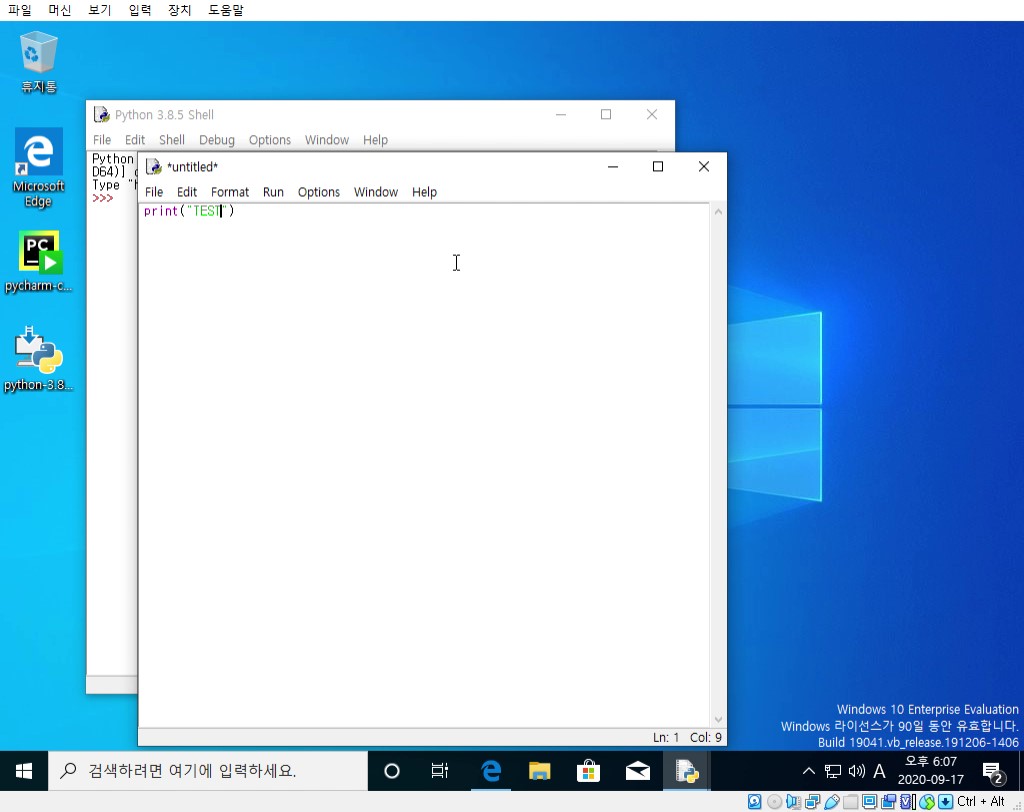 파일 머신 보기 입력 장치 도움말
휴지통
Microsoft
Edge
PC
pycharm-c...
python-3.8...
Python 3.8.5 Shell
File Edit Shell Debug Options Window Help
Python
D64)]
Type "h
>>>
*untitled*
File Edit Format Run Options Window Help
print("TEST")
Ln: 1 Col: 9
Windows 10 Enterprise Evaluation
Windows 라이선스가 90일 동안 유효합니다.
Build 19041.vb_release.191206-1406
검색하려면 여기에 입력하세요.
A
오후 6:07
2020-09-17
2
Ctrl + Alt